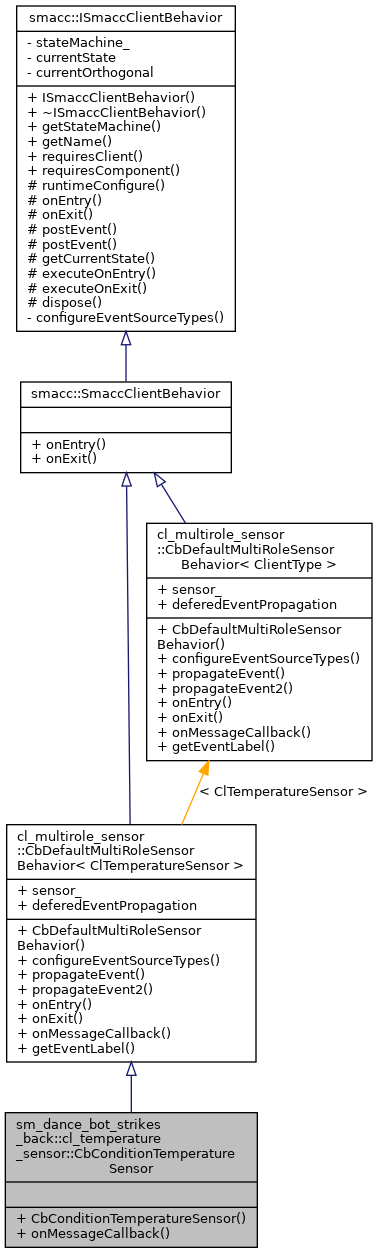 smacc::ISmaccClientBehavior
- stateMachine_
- currentState
- currentOrthogonal
+ ISmaccClientBehavior()
+ ~ISmaccClientBehavior()
+ getStateMachine()
+ getName()
+ requiresClient()
+ requiresComponent()
# runtimeConfigure()
# onEntry()
# onExit()
# postEvent()
# postEvent()
# getCurrentState()
# executeOnEntry()
# executeOnExit()
# dispose()
- configureEventSourceTypes()
smacc::SmaccClientBehavior
+ onEntry()
+ onExit()
cl_multirole_sensor
::CbDefaultMultiRoleSensor
Behavior< ClientType >
+ sensor_
+ deferedEventPropagation
+ CbDefaultMultiRoleSensor
Behavior()
+ configureEventSourceTypes()
+ propagateEvent()
+ propagateEvent2()
+ onEntry()
+ onExit()
+ onMessageCallback()
+ getEventLabel()
< ClTemperatureSensor >
cl_multirole_sensor
::CbDefaultMultiRoleSensor
Behavior< ClTemperatureSensor >
+ sensor_
+ deferedEventPropagation
+ CbDefaultMultiRoleSensor
Behavior()
+ configureEventSourceTypes()
+ propagateEvent()
+ propagateEvent2()
+ onEntry()
+ onExit()
+ onMessageCallback()
+ getEventLabel()
sm_dance_bot_strikes
_back::cl_temperature
_sensor::CbConditionTemperature
Sensor
+ CbConditionTemperatureSensor()
+ onMessageCallback()